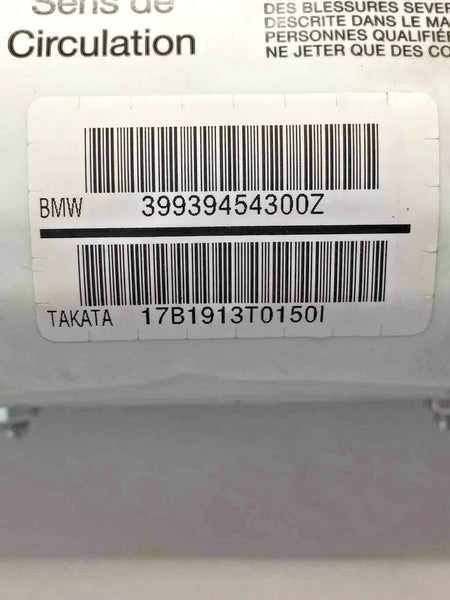 Sens de
Circulation
DES BLESSURES SEVER
DESCRITE DANS LE MA
PERSONNES QUALIFIÉE
NE JETER QUE DES CO
BMW 39939454300Z
TAKATA 17B1913T0150I